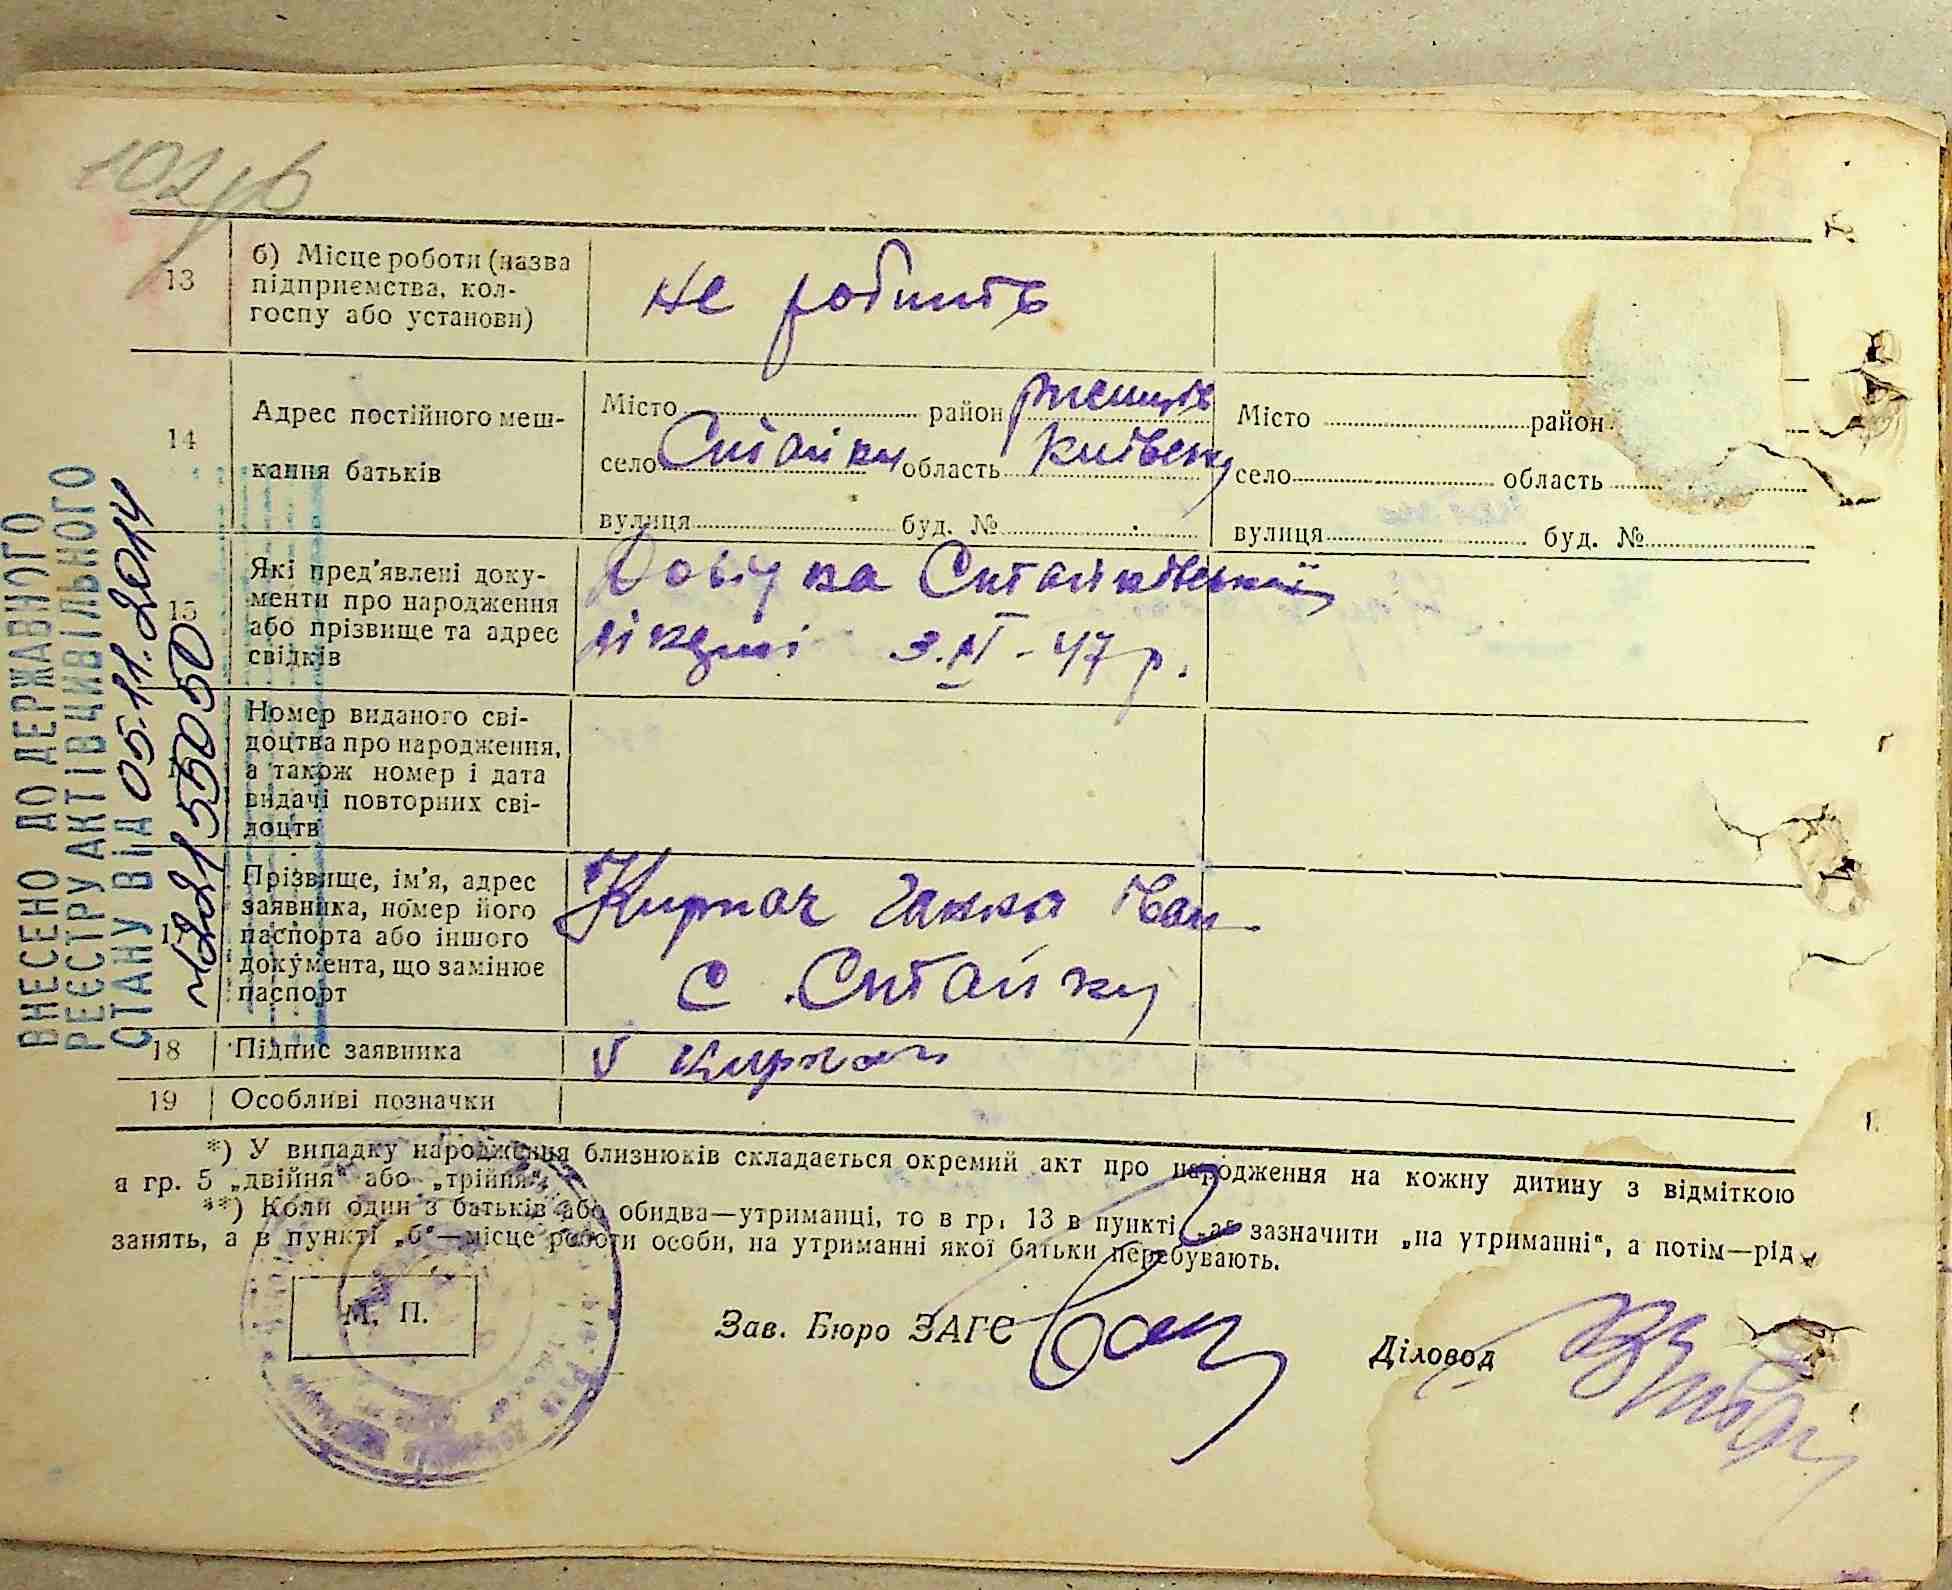 102 зв
13
б) Місце роботи (назва
підприємства, кол-
госпу або установи)
не робить
14
Адрес постійного меш-
кання батьків
Місто район Ржищів
село Стайки область Київськ
вулиця буд. №
Місто район
село область
вулиця буд. №
15
Які пред'явлені доку-
менти про народження
або прізвище та адрес
свідків
Довідка Стайківської
3. - 47 р.
Номер виданого сві-
доцтва про народження,
а також номер і дата
видачі повторних сві-
доцтв
Прізвище, ім'я, адрес
заявника, номер його
паспорта або іншого
документа, що замінює
паспорт
Кирпач Ганна Іван
с. Стайки
18
Підпис заявника
V Кирпач
19
Особливі позначки
*) У випадку народження близнюків складається окремий акт про народження на кожну дитину з відміткою
в гр. 5 „двійня" або „трійня".
**) Коли один з батьків або обидва—утриманці, то в гр. 13 в пункті „а" зазначити „на утриманні", а потім—рід
занять, а в пункті „б"—місце роботи особи, на утриманні якої батьки перебувають.
М. П.
Зав. Бюро ЗАГС
Діловод
ВНЕСЕНО ДО ДЕРЖАВНОГО
РЕЄСТРУ АКТІВ ЦИВІЛЬНОГО
СТАНУ ВІД 05.11.2014
№221 55050